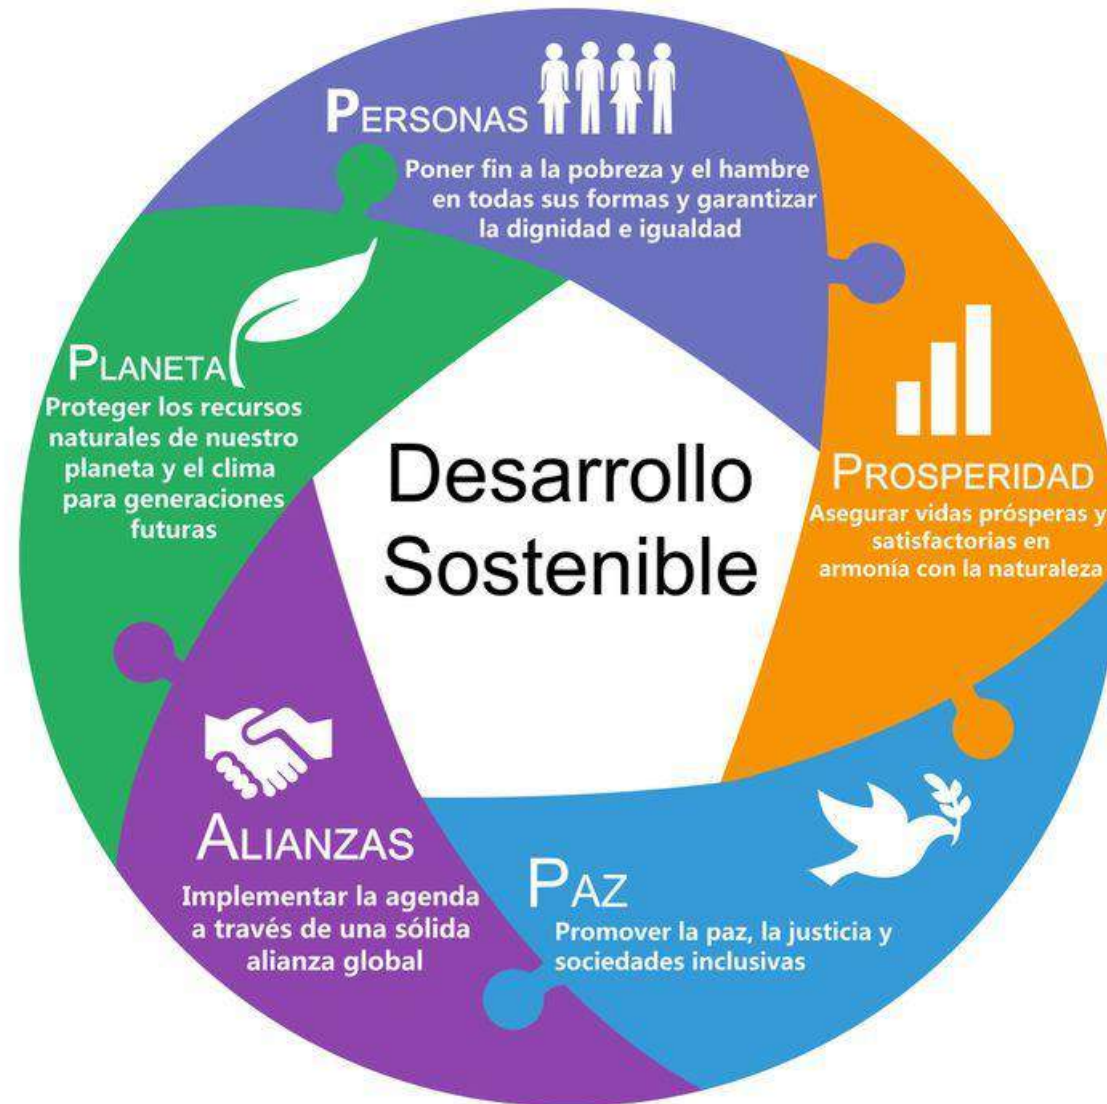 PERSONAS
Poner fin a la pobreza y el hambre
en todas sus formas y garantizar
la dignidad e igualdad
PROSPERIDAD
Asegurar vidas prósperas y
satisfactorias en
armonía con la naturaleza
PAZ
Promover la paz, la justicia y
sociedades inclusivas
ALIANZAS
Implementar la agenda
a través de una sólida
alianza global
PLANETA
Proteger los recursos
naturales de nuestro
planeta y el clima
para generaciones
futuras
Desarrollo
Sostenible